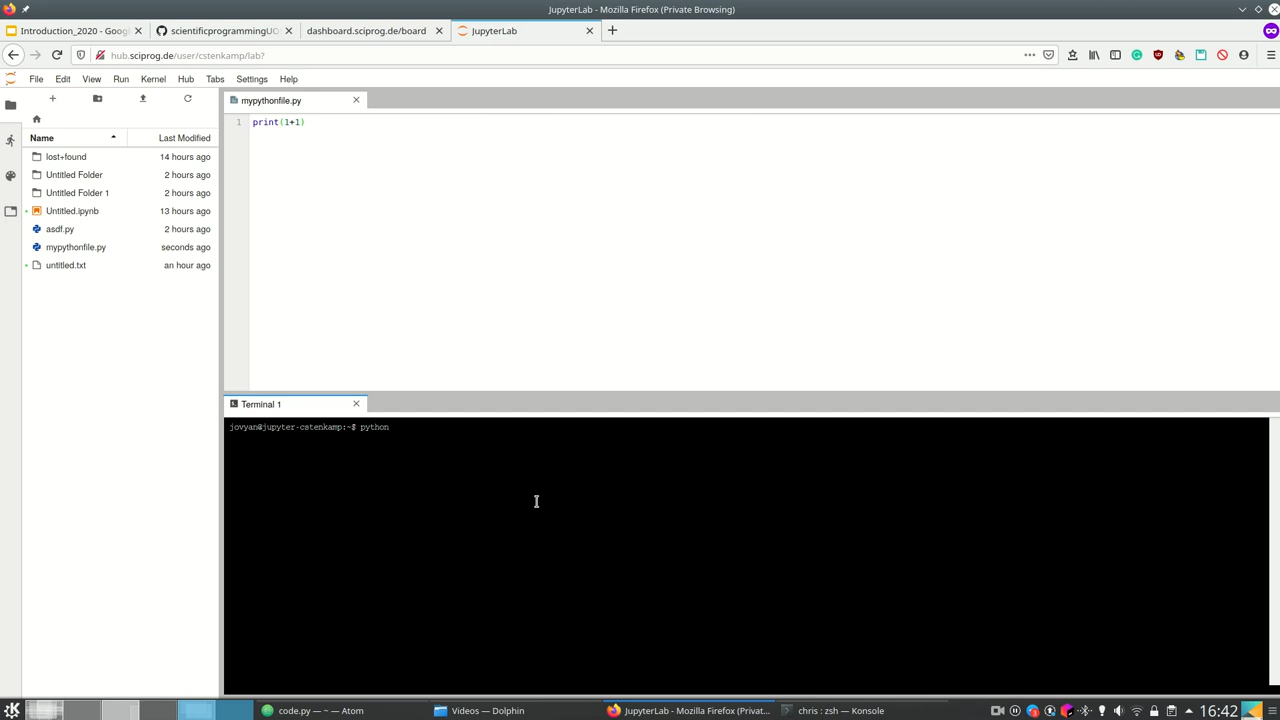 JupyterLab - Mozilla Firefox (Private Browsing)
Introduction_2020 - Goog
scientificprogrammingUO
dashboard.sciprog.de/board
JupyterLab
hub.sciprog.de/user/cstenkamp/lab?
File Edit View Run Kernel Hub Tabs Settings Help
mypythonfile.py
Name Last Modified
lost+found 14 hours ago
Untitled Folder 2 hours ago
Untitled Folder 1 2 hours ago
Untitled.ipynb 13 hours ago
asdf.py 2 hours ago
mypythonfile.py seconds ago
untitled.txt an hour ago
1 print(1+1)
Terminal 1
jovyan@jupyter-cstenkamp:~$ python
code.py — ~ — Atom
Videos — Dolphin
JupyterLab - Mozilla Firefox (Privat...
chris : zsh — Konsole
16:42